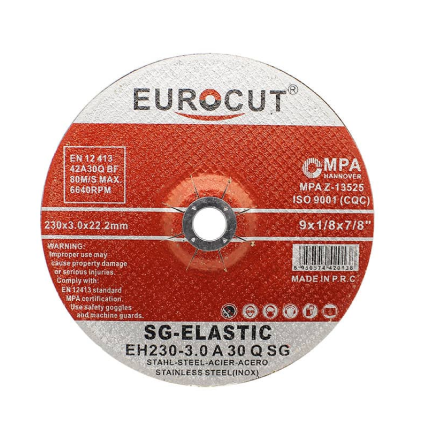 EUROCUT®
EN 12 413
42A30Q BF
80M/S MAX.
6640RPM
MPA
HANNOVER
MPA Z-13525
ISO 9001 (CQC)
230x3.0x22.2mm
9x1/8x7/8"
WARNING:
Improper use may
cause property damage
or serious injuries.
Comply with
EN 12413 standard
MPA certification.
Use safety goggles
and machine guards.
MADE IN P.R.C.
SG-ELASTIC
EH230-3.0 A 30 Q SG
STAHL-STEEL-ACIER-ACERO
STAINLESS STEEL(INOX)